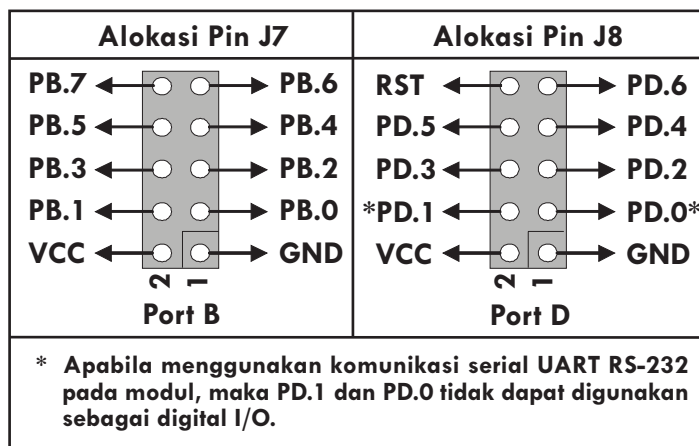 Alokasi Pin J7
PB.7 PB.6
PB.5 PB.4
PB.3 PB.2
PB.1 PB.0
VCC GND
2 1
Port B
Alokasi Pin J8
RST PD.6
PD.5 PD.4
PD.3 PD.2
*PD.1 PD.0*
VCC GND
2 1
Port D
* Apabila menggunakan komunikasi serial UART RS-232
pada modul, maka PD.1 dan PD.0 tidak dapat digunakan
sebagai digital I/O.